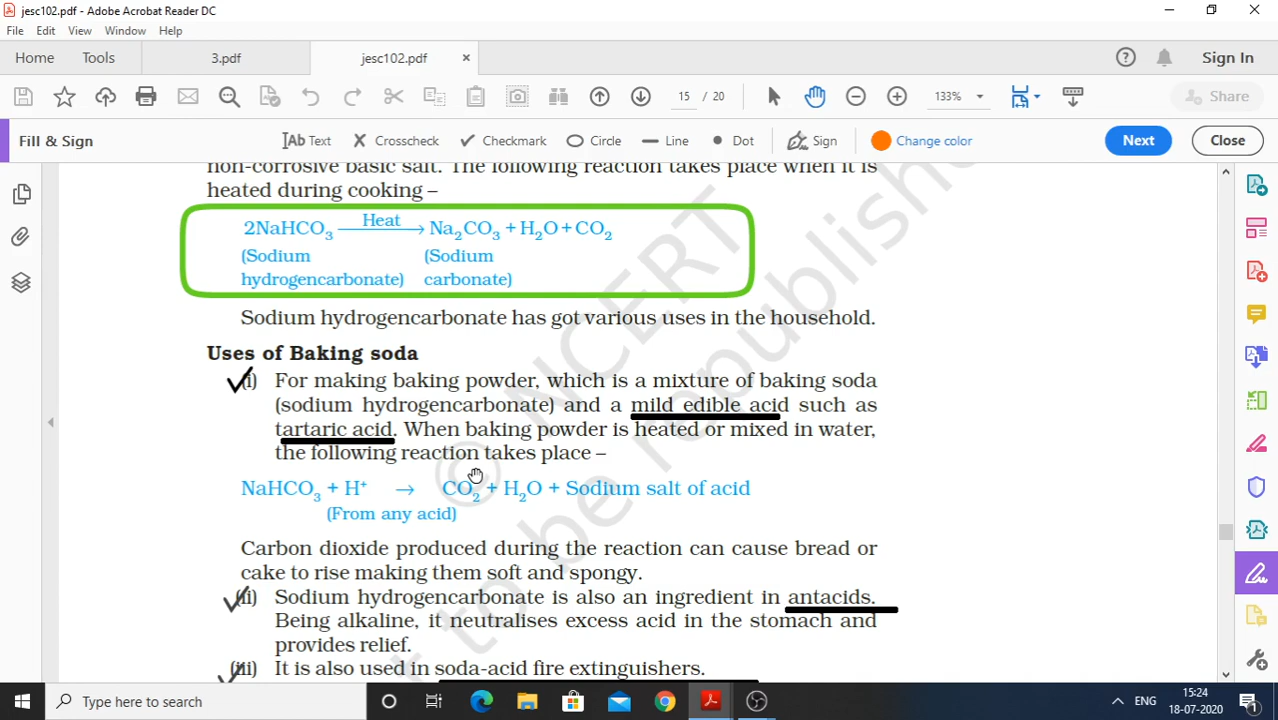 jesc102.pdf - Adobe Acrobat Reader DC
File Edit View Window Help
Home Tools 3.pdf jesc102.pdf × Sign In
15 / 20 133% Share
Fill & Sign Ab Text Crosscheck Checkmark Circle Line Dot Sign Change color Next Close
non-corrosive basic salt. The following reaction takes place when it is
heated during cooking –
2NaHCO₃ —Heat→ Na₂CO₃ + H₂O + CO₂
(Sodium (Sodium
hydrogencarbonate) carbonate)
Sodium hydrogencarbonate has got various uses in the household.
Uses of Baking soda
(i) For making baking powder, which is a mixture of baking soda
(sodium hydrogencarbonate) and a mild edible acid such as
tartaric acid. When baking powder is heated or mixed in water,
the following reaction takes place –
NaHCO₃ + H⁺ → CO₂ + H₂O + Sodium salt of acid
(From any acid)
Carbon dioxide produced during the reaction can cause bread or
cake to rise making them soft and spongy.
(ii) Sodium hydrogencarbonate is also an ingredient in antacids.
Being alkaline, it neutralises excess acid in the stomach and
provides relief.
(iii) It is also used in soda-acid fire extinguishers.
© NCERT
not to be republished
Type here to search ENG 15:24
18-07-2020 1